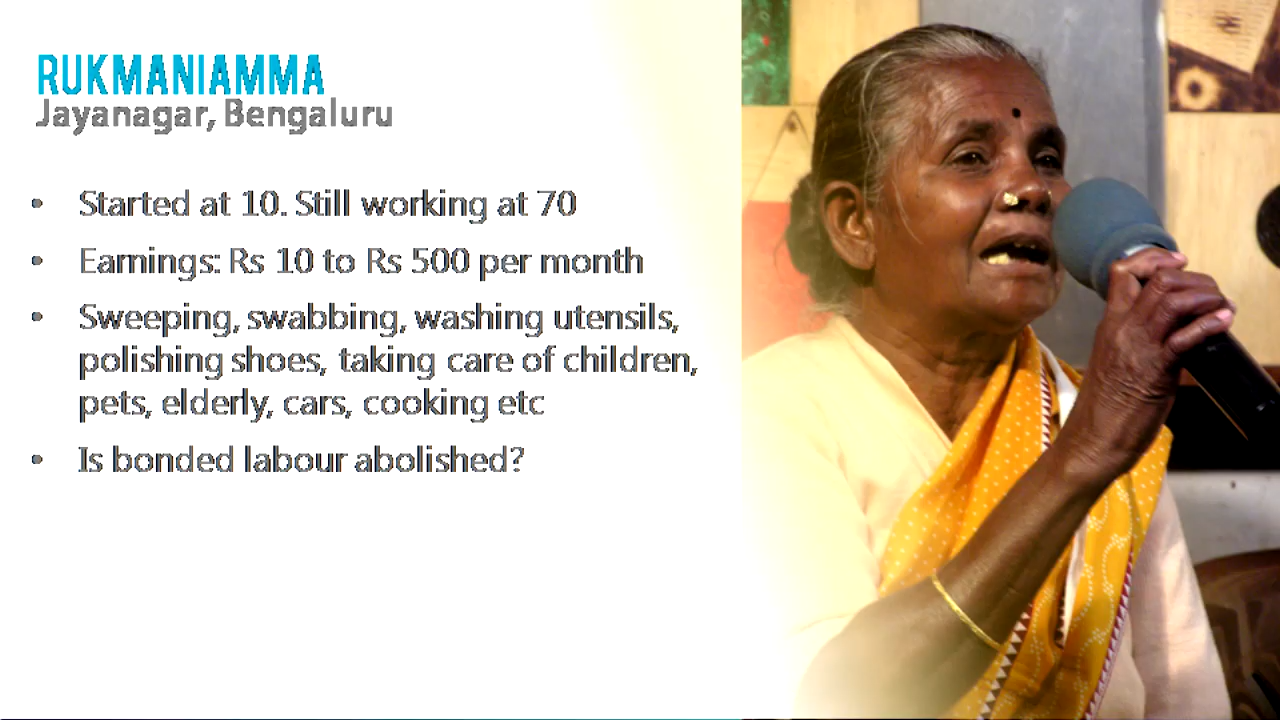 RUKMANIAMMA
Jayanagar, Bengaluru
• Started at 10. Still working at 70
• Earnings: Rs 10 to Rs 500 per month
• Sweeping, swabbing, washing utensils,
polishing shoes, taking care of children,
pets, elderly, cars, cooking etc
• Is bonded labour abolished?